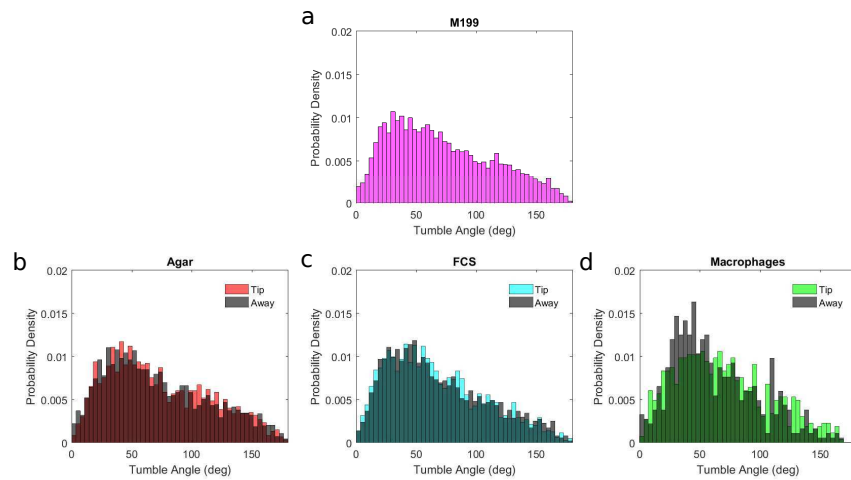 a
M199
0.02
0.015
0.01
0.005
0
Probability Density
0 50 100 150
Tumble Angle (deg)
b
Agar
0.02
0.015
0.01
0.005
0
Probability Density
Tip
Away
0 50 100 150
Tumble Angle (deg)
c
FCS
0.02
0.015
0.01
0.005
0
Probability Density
Tip
Away
0 50 100 150
Tumble Angle (deg)
d
Macrophages
0.02
0.015
0.01
0.005
0
Probability Density
Tip
Away
0 50 100 150
Tumble Angle (deg)